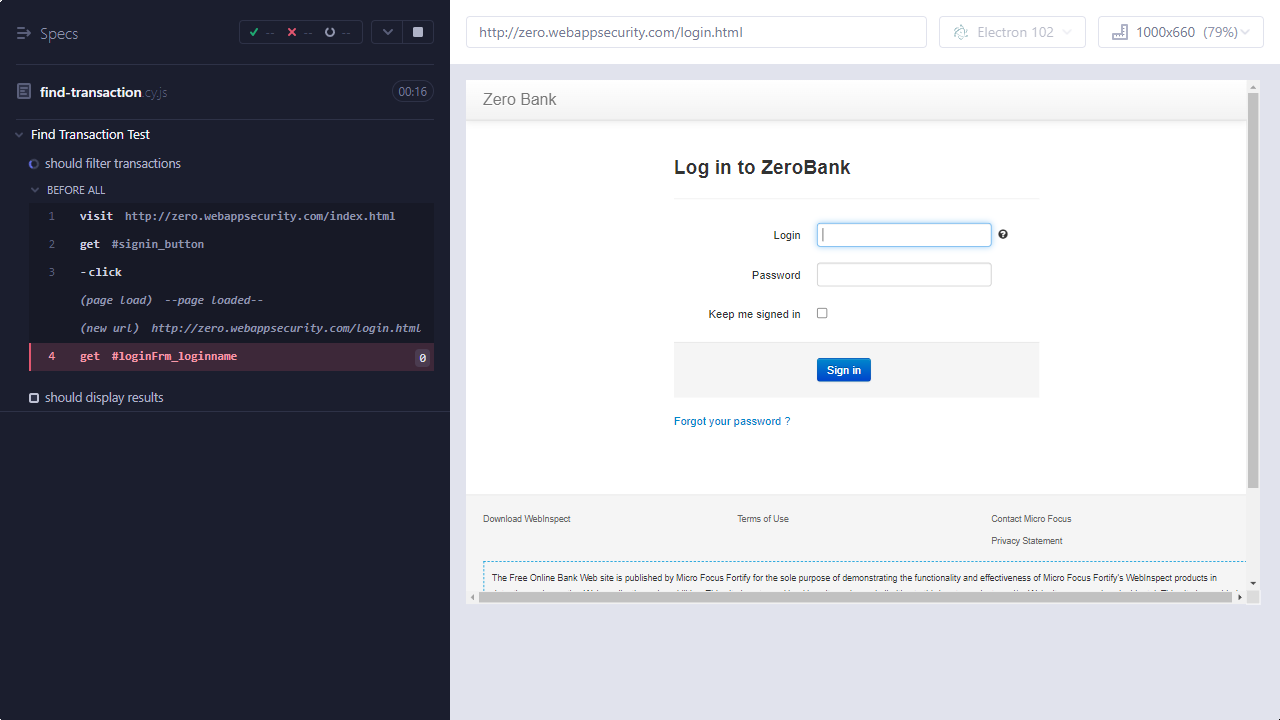 Specs
-- -- --
find-transaction.cy.js 00:16
Find Transaction Test
should filter transactions
BEFORE ALL
1 visit http://zero.webappsecurity.com/index.html
2 get #signin_button
3 -click
(page load) --page loaded--
(new url) http://zero.webappsecurity.com/login.html
4 get #loginFrm_loginname 0
should display results
http://zero.webappsecurity.com/login.html
Electron 102
1000x660 (79%)
Zero Bank
Log in to ZeroBank
Login
Password
Keep me signed in
Sign in
Forgot your password ?
Download WebInspect
Terms of Use
Contact Micro Focus
Privacy Statement
The Free Online Bank Web site is published by Micro Focus Fortify for the sole purpose of demonstrating the functionality and effectiveness of Micro Focus Fortify's WebInspect products in